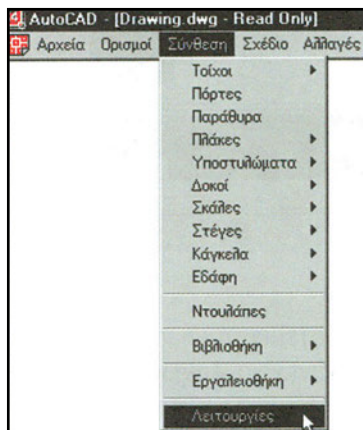 AutoCAD - [Drawing.dwg - Read Only]
Αρχεία Ορισμοί Σύνθεση Σχέδιο Αλλαγές
Τοίχοι
Πόρτες
Παράθυρα
Πλάκες
Υποστυλώματα
Δοκοί
Σκάλες
Στέγες
Κάγκελα
Εδάφη
Ντουλάπες
Βιβλιοθήκη
Εργαλειοθήκη
Λειτουργίες